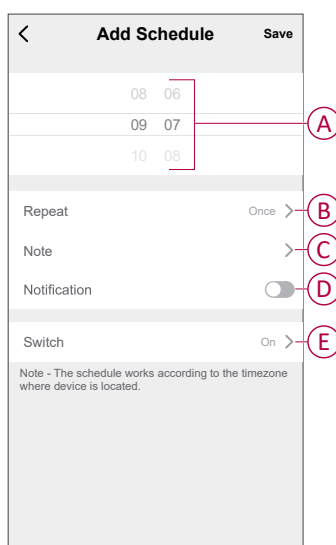 Add Schedule Save
08 06
09 07
10 08
A
Repeat Once B
Note C
Notification D
Switch On E
Note - The schedule works according to the timezone
where device is located.